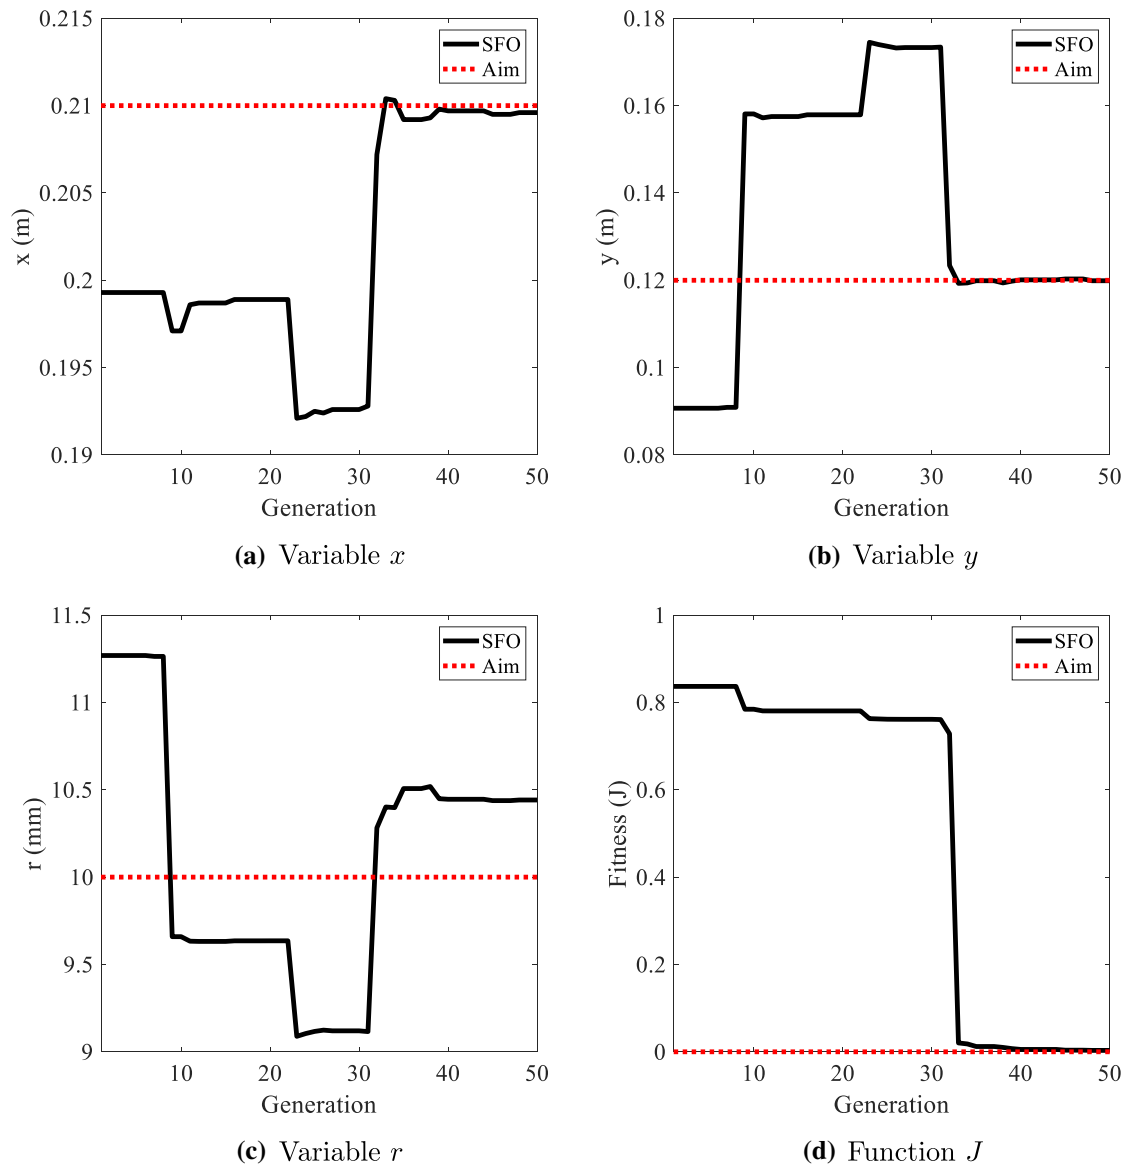 0.215
0.21
0.205
0.2
0.195
0.19
x (m)
SFO
Aim
10 20 30 40 50
Generation
(a) Variable x
0.18
0.16
0.14
0.12
0.1
0.08
y (m)
SFO
Aim
10 20 30 40 50
Generation
(b) Variable y
11.5
11
10.5
10
9.5
9
r (mm)
SFO
Aim
10 20 30 40 50
Generation
(c) Variable r
1
0.8
0.6
0.4
0.2
0
Fitness (J)
SFO
Aim
10 20 30 40 50
Generation
(d) Function J